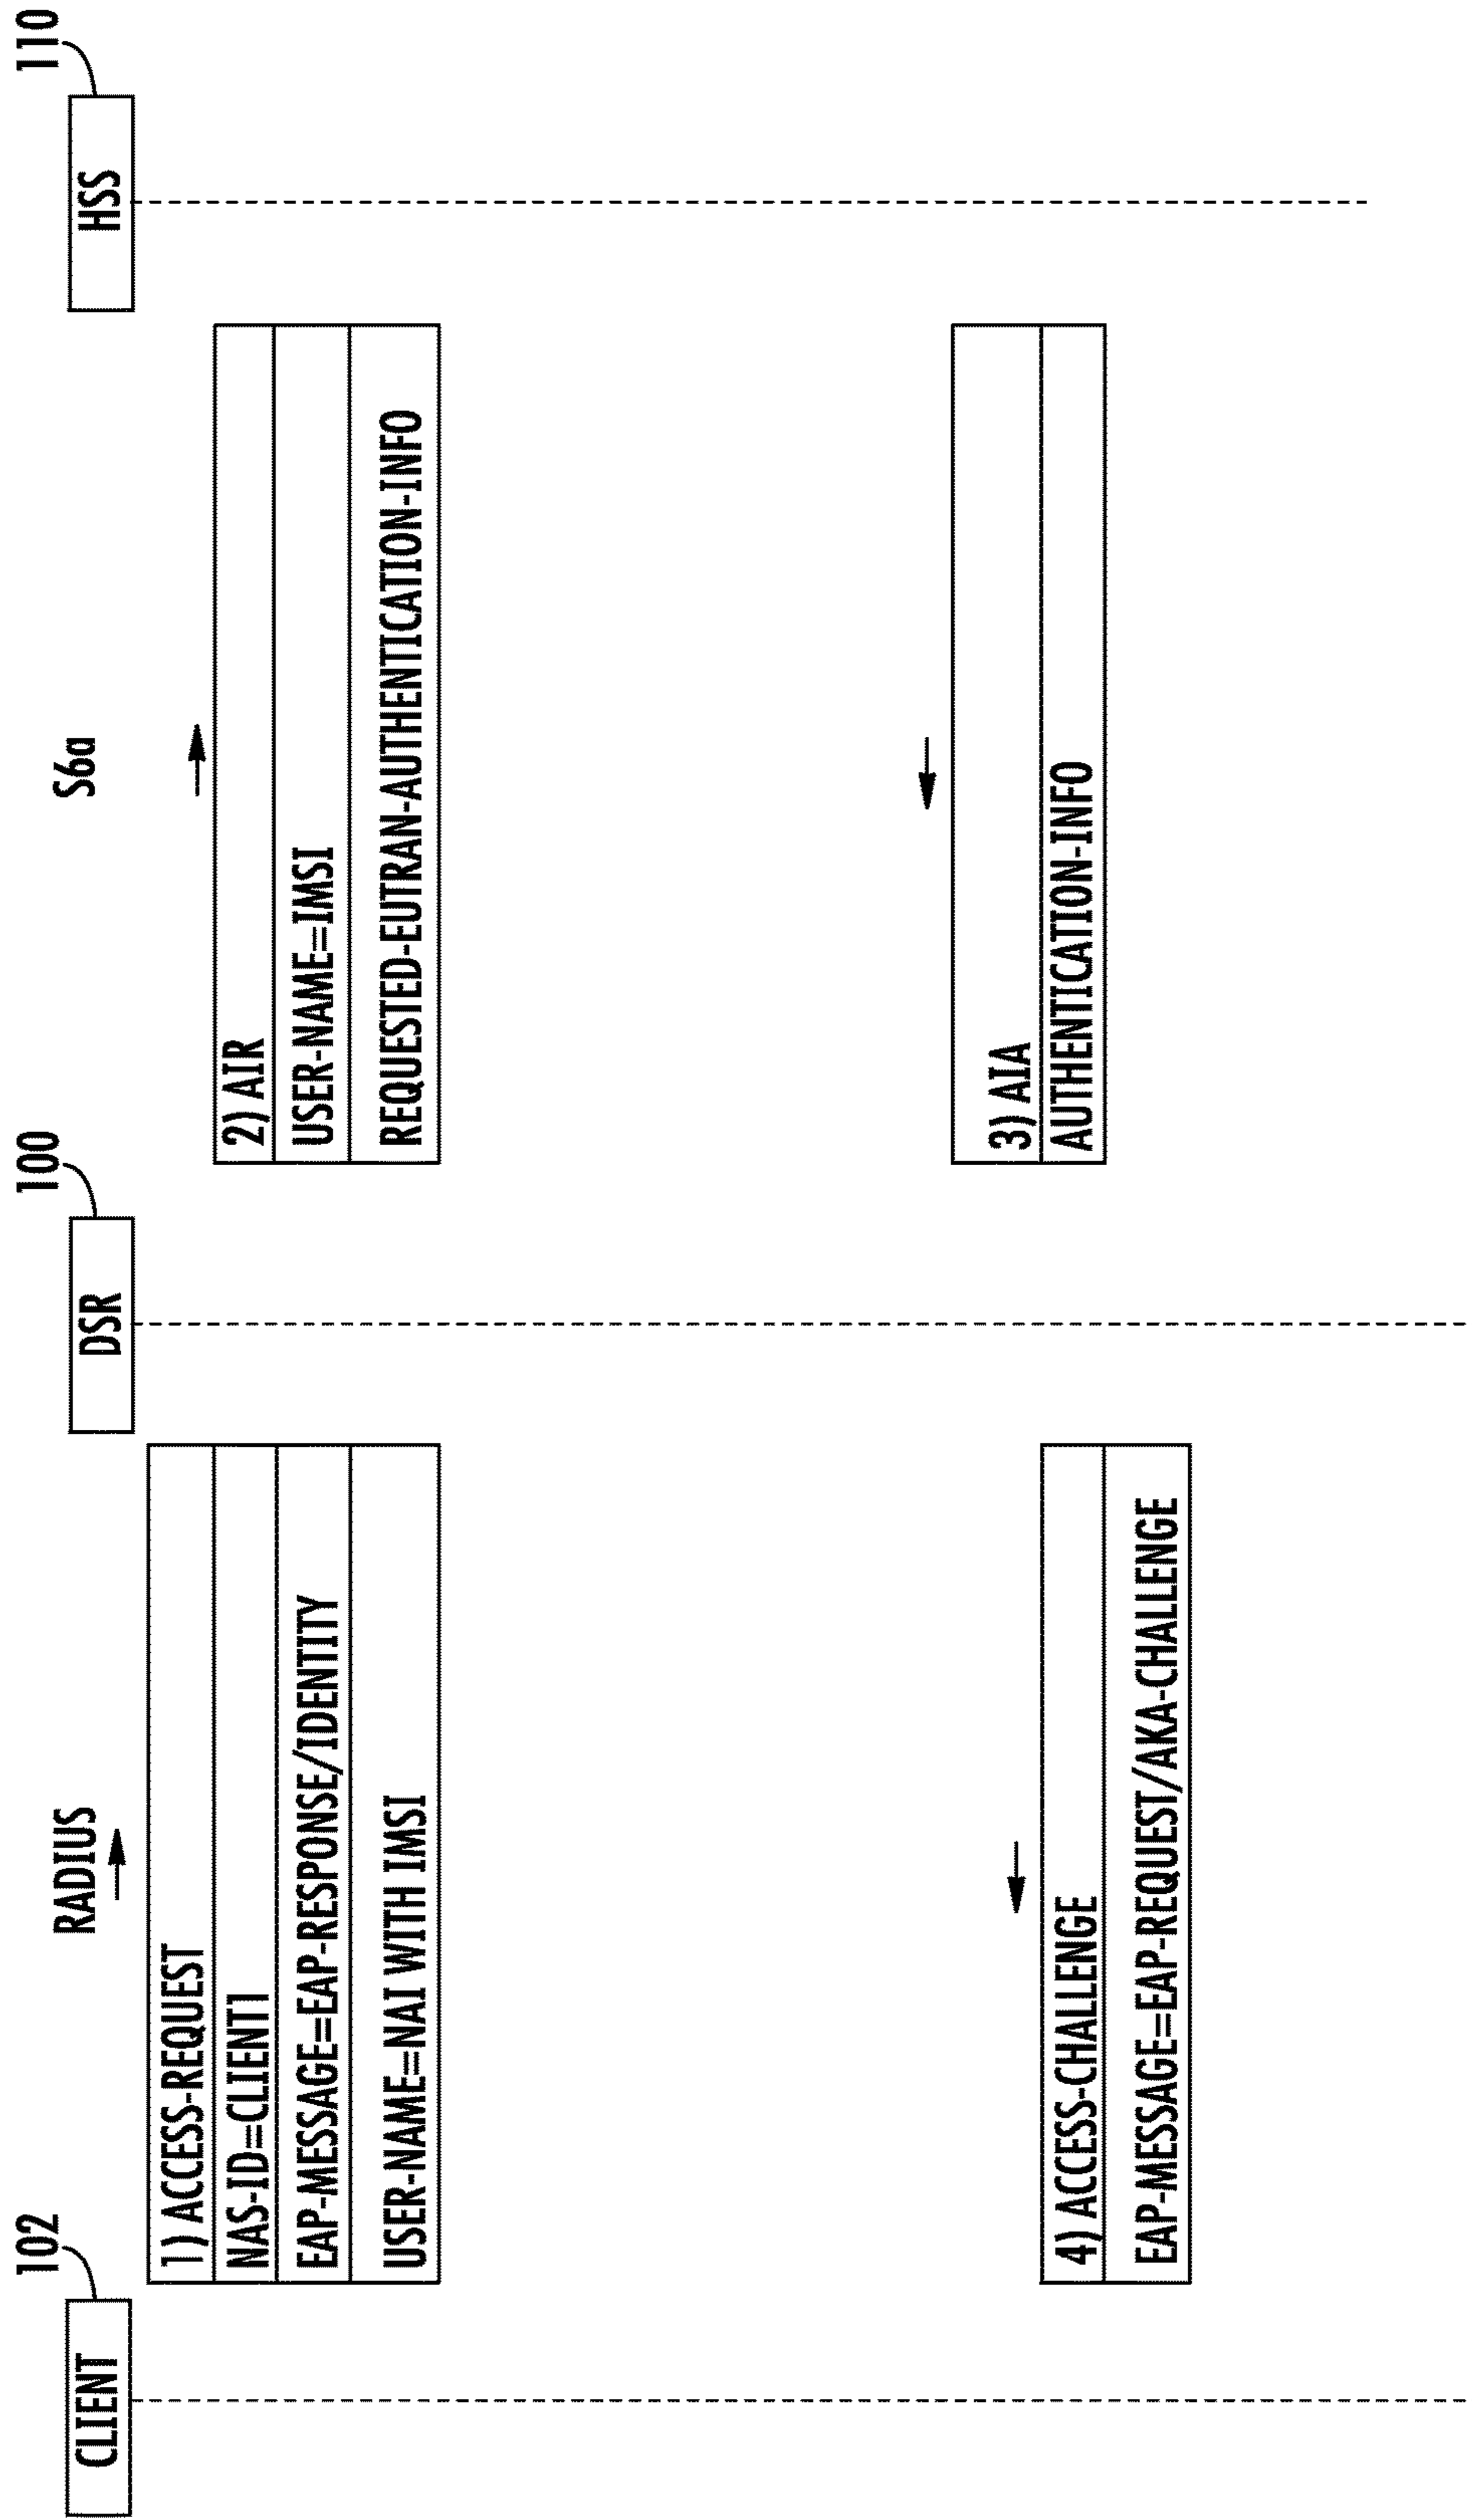 102
CLIENT
RADIUS
100
DSR
S6a
110
HSS
1) ACCESS-REQUEST
NAS-ID=CLIENT1
EAP-MESSAGE=EAP-RESPONSE/IDENTITY
USER-NAME=NAI WITH IMSI
2) AIR
USER-NAME=IMSI
REQUESTED-EUTRAN-AUTHENTICATION-INFO
3) AIA
AUTHENTICATION-INFO
4) ACCESS-CHALLENGE
EAP-MESSAGE=EAP-REQUEST/AKA-CHALLENGE